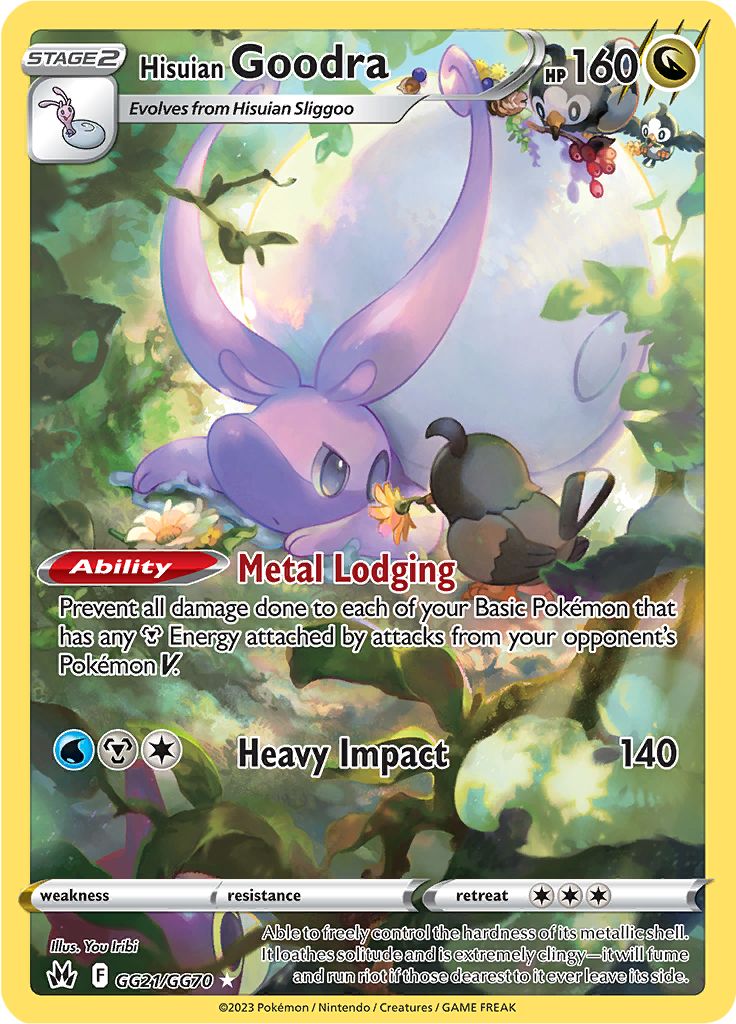 STAGE 2
Hisuian Goodra
HP 160
Evolves from Hisuian Sliggoo
Ability Metal Lodging
Prevent all damage done to each of your Basic Pokémon that
has any Energy attached by attacks from your opponent's
Pokémon V.
Heavy Impact 140
weakness resistance retreat
Illus. You Iribi
Able to freely control the hardness of its metallic shell.
It loathes solitude and is extremely clingy—it will fume
and run riot if those dearest to it ever leave its side.
F GG21/GG70
©2023 Pokémon / Nintendo / Creatures / GAME FREAK